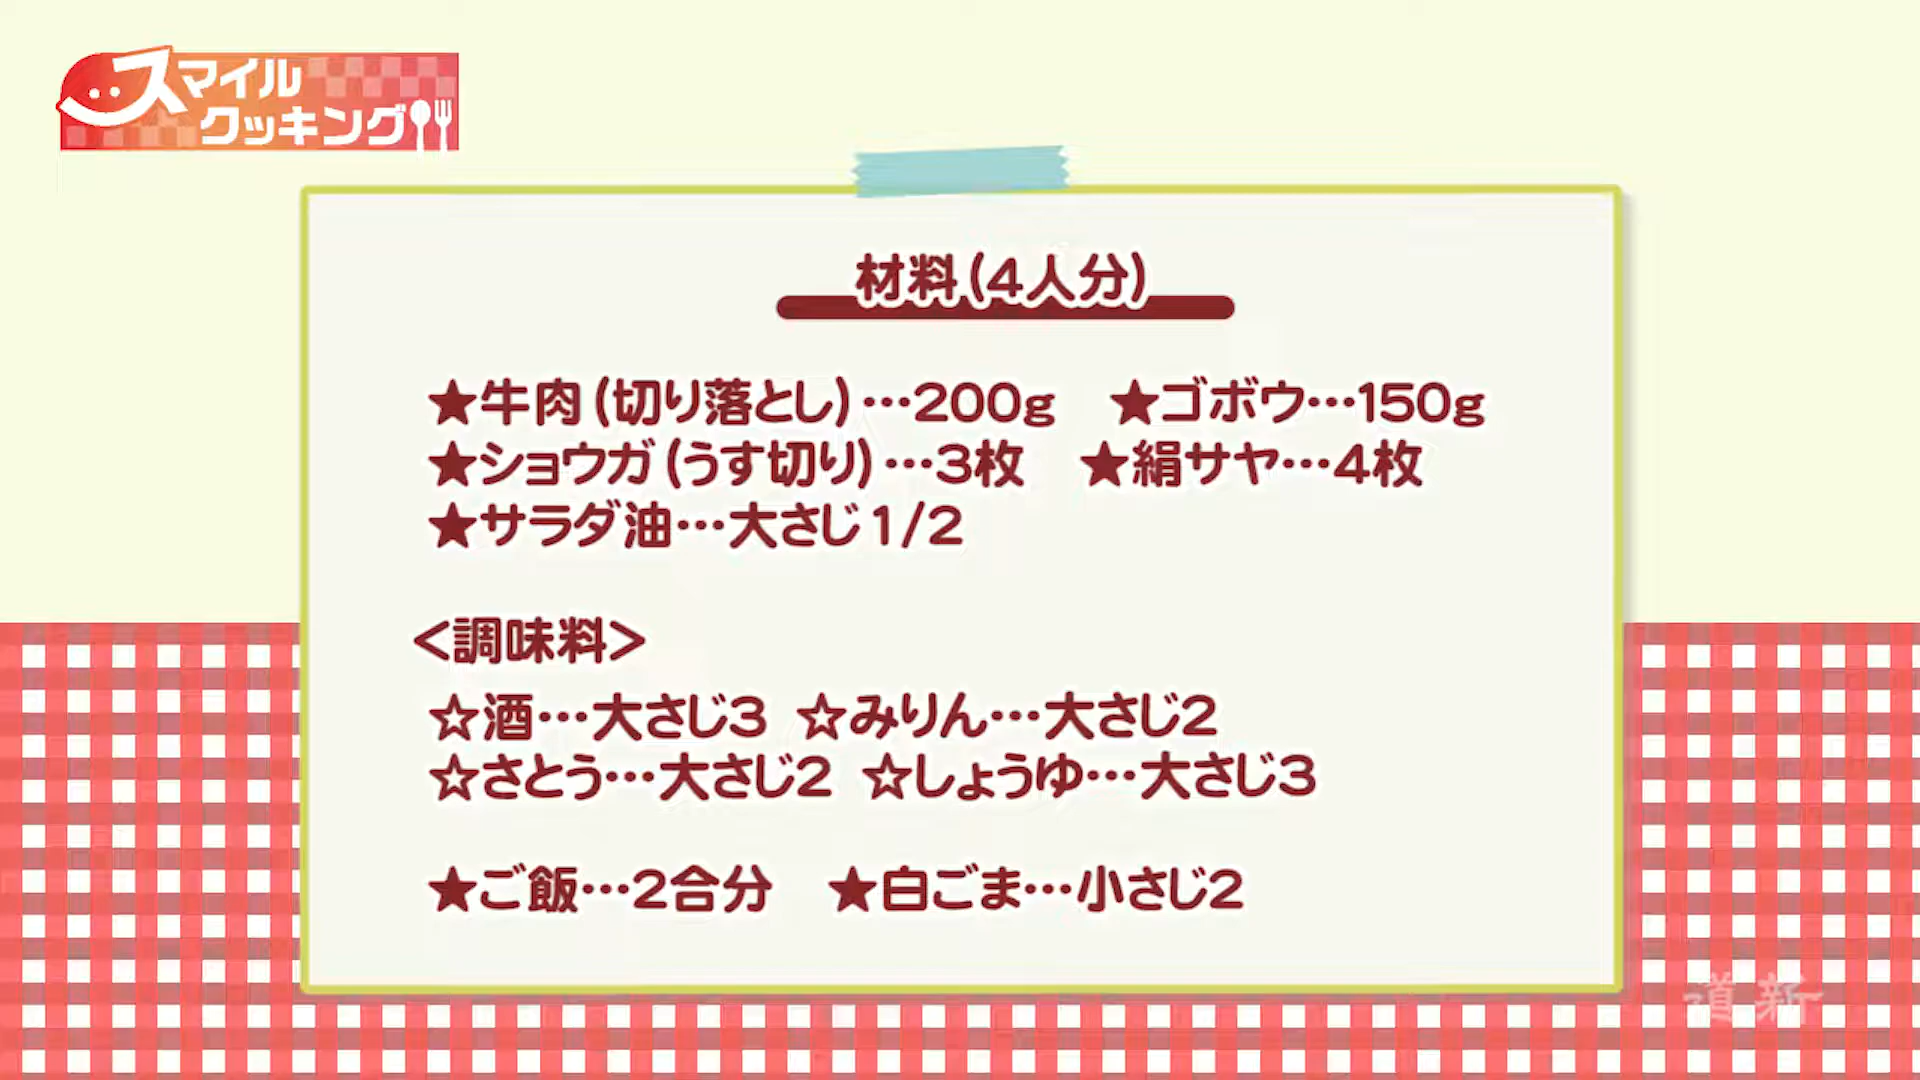 スマイル
クッキング
材料(4人分)
★牛肉(切り落とし)…200g ★ゴボウ…150g
★ショウガ(うす切り)…3枚 ★絹サヤ…4枚
★サラダ油…大さじ1/2
<調味料>
☆酒…大さじ3 ☆みりん…大さじ2
☆さとう…大さじ2 ☆しょうゆ…大さじ3
★ご飯…2合分 ★白ごま…小さじ2
道新